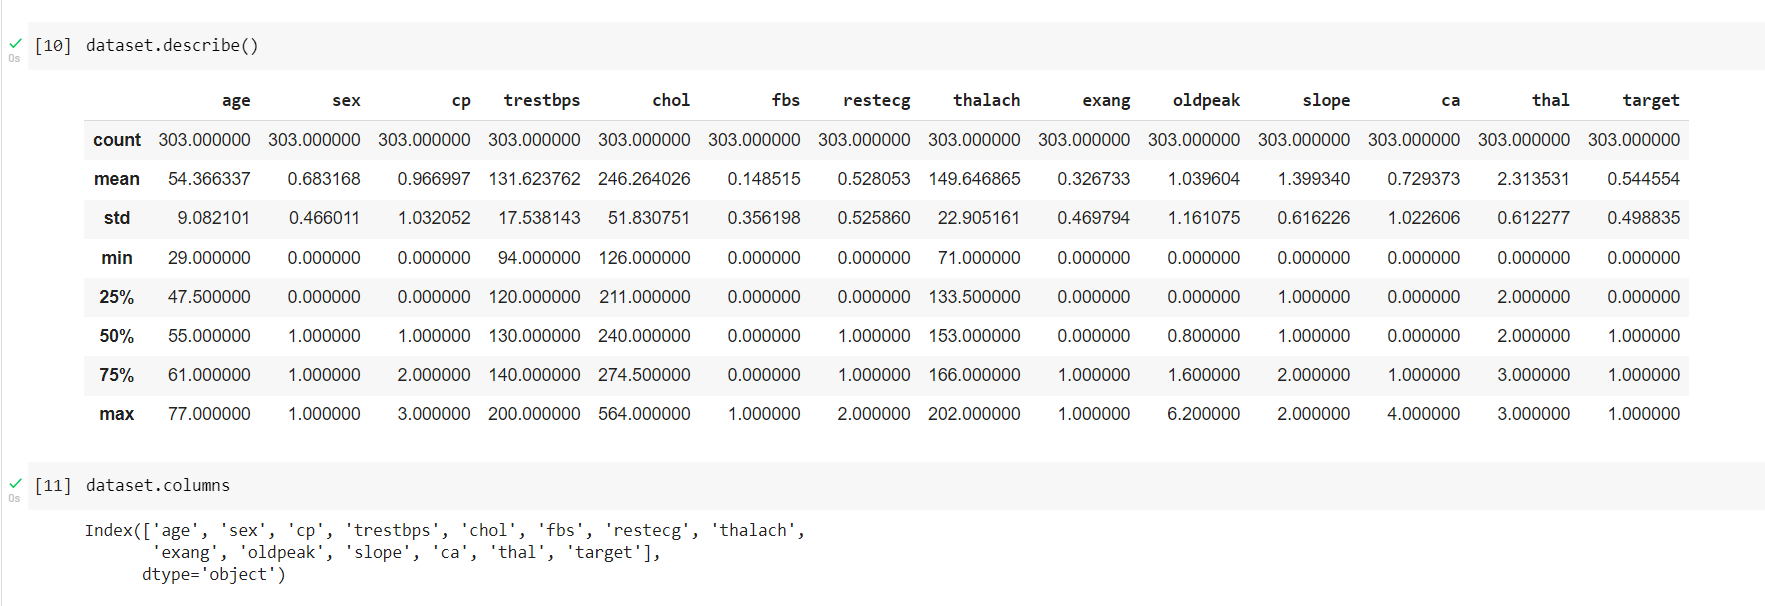 [10] dataset.describe()
0s
age sex cp trestbps chol fbs restecg thalach exang oldpeak slope ca thal target
count 303.000000 303.000000 303.000000 303.000000 303.000000 303.000000 303.000000 303.000000 303.000000 303.000000 303.000000 303.000000 303.000000 303.000000
mean 54.366337 0.683168 0.966997 131.623762 246.264026 0.148515 0.528053 149.646865 0.326733 1.039604 1.399340 0.729373 2.313531 0.544554
std 9.082101 0.466011 1.032052 17.538143 51.830751 0.356198 0.525860 22.905161 0.469794 1.161075 0.616226 1.022606 0.612277 0.498835
min 29.000000 0.000000 0.000000 94.000000 126.000000 0.000000 0.000000 71.000000 0.000000 0.000000 0.000000 0.000000 0.000000 0.000000
25% 47.500000 0.000000 0.000000 120.000000 211.000000 0.000000 0.000000 133.500000 0.000000 0.000000 1.000000 0.000000 2.000000 0.000000
50% 55.000000 1.000000 1.000000 130.000000 240.000000 0.000000 1.000000 153.000000 0.000000 0.800000 1.000000 0.000000 2.000000 1.000000
75% 61.000000 1.000000 2.000000 140.000000 274.500000 0.000000 1.000000 166.000000 1.000000 1.600000 2.000000 1.000000 3.000000 1.000000
max 77.000000 1.000000 3.000000 200.000000 564.000000 1.000000 2.000000 202.000000 1.000000 6.200000 2.000000 4.000000 3.000000 1.000000
[11] dataset.columns
0s
Index(['age', 'sex', 'cp', 'trestbps', 'chol', 'fbs', 'restecg', 'thalach',
'exang', 'oldpeak', 'slope', 'ca', 'thal', 'target'],
dtype='object')